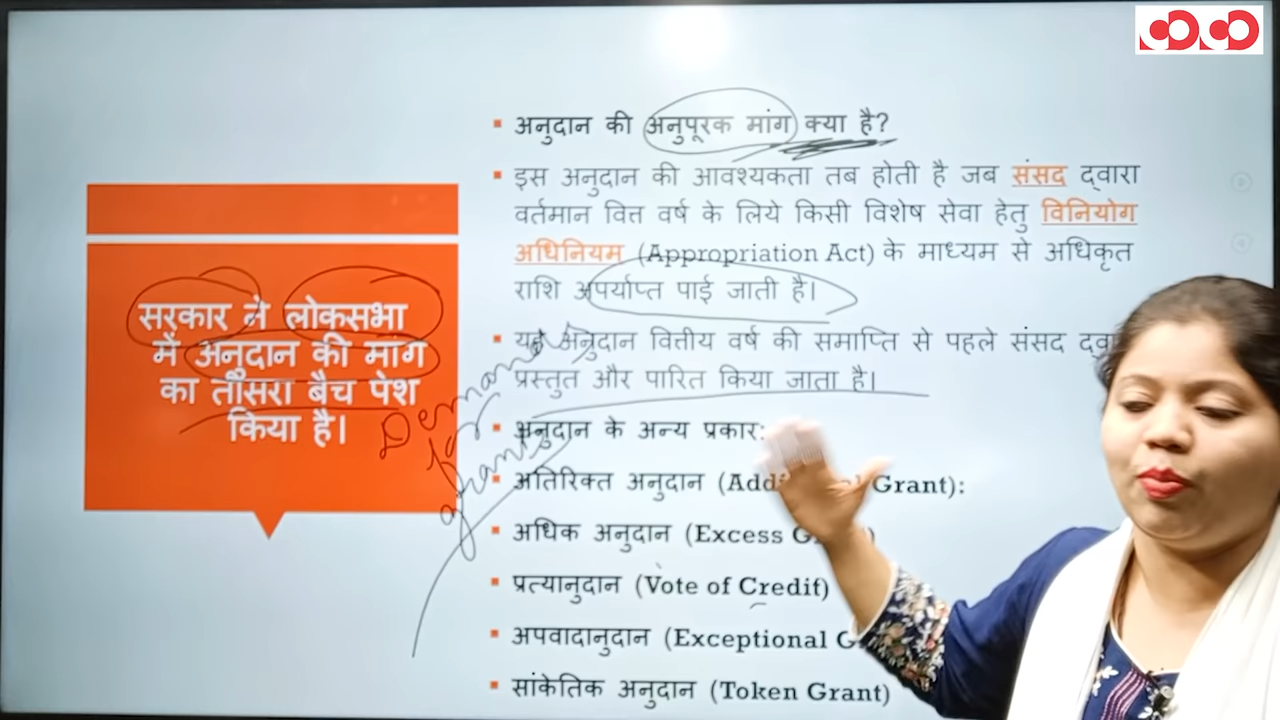 सरकार ने लोकसभा
में अनुदान की मांग
का तीसरा बैच पेश
किया है।
अनुदान की अनुपूरक मांग क्या है?
इस अनुदान की आवश्यकता तब होती है जब संसद द्वारा
वर्तमान वित्त वर्ष के लिये किसी विशेष सेवा हेतु विनियोग
अधिनियम (Appropriation Act) के माध्यम से अधिकृत
राशि अपर्याप्त पाई जाती है।
यह अनुदान वित्तीय वर्ष की समाप्ति से पहले संसद
प्रस्तुत और पारित किया जाता है।
अनुदान के अन्य प्रकार:
अतिरिक्त अनुदान Grant):
अधिक अनुदान (Excess
प्रत्यानुदान (Vote of Credit)
अपवादानुदान (Exceptional
सांकेतिक अनुदान (Token Grant)
Demand
for
grants